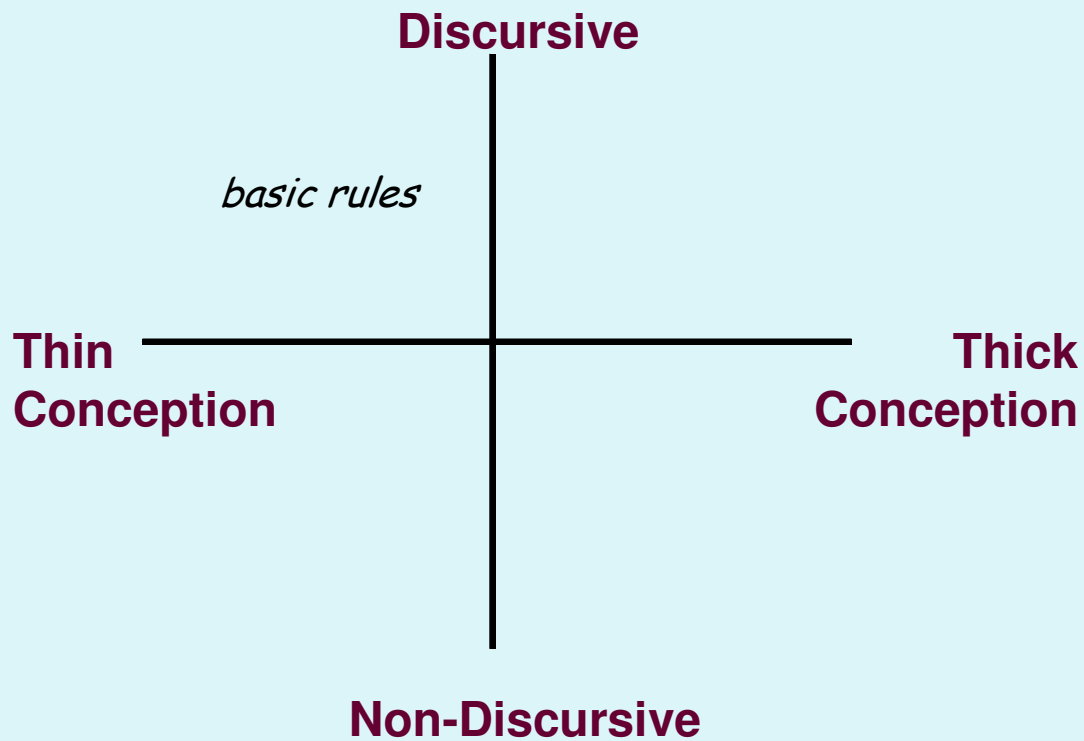 Discursive
basic rules
Thin
Conception
Thick
Conception
Non-Discursive